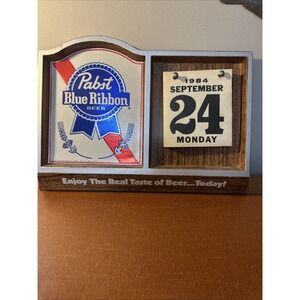 Pabst
Blue Ribbon
BEER
1984
SEPTEMBER
24
MONDAY
Enjoy The Real Taste of Beer...Today!